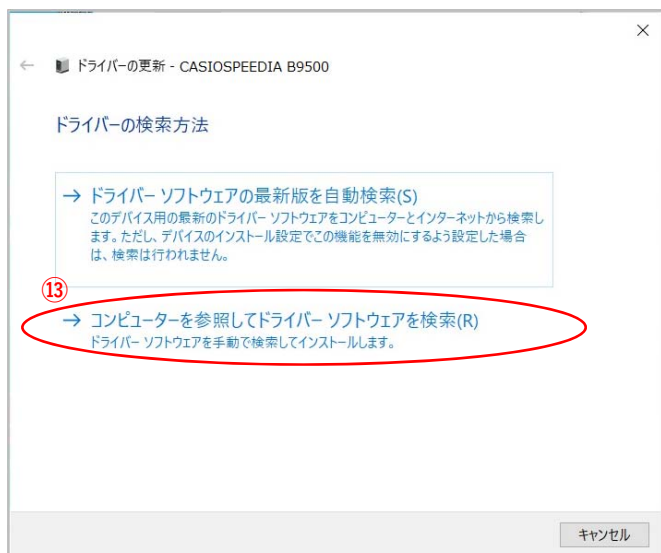 ← ドライバーの更新 - CASIOSPEEDIA B9500
ドライバーの検索方法
→ ドライバー ソフトウェアの最新版を自動検索(S)
このデバイス用の最新のドライバー ソフトウェアをコンピューターとインターネットから検索し
ます。ただし、デバイスのインストール設定でこの機能を無効にするよう設定した場合
は、検索は行われません。
⑬
→ コンピューターを参照してドライバー ソフトウェアを検索(R)
ドライバー ソフトウェアを手動で検索してインストールします。
キャンセル